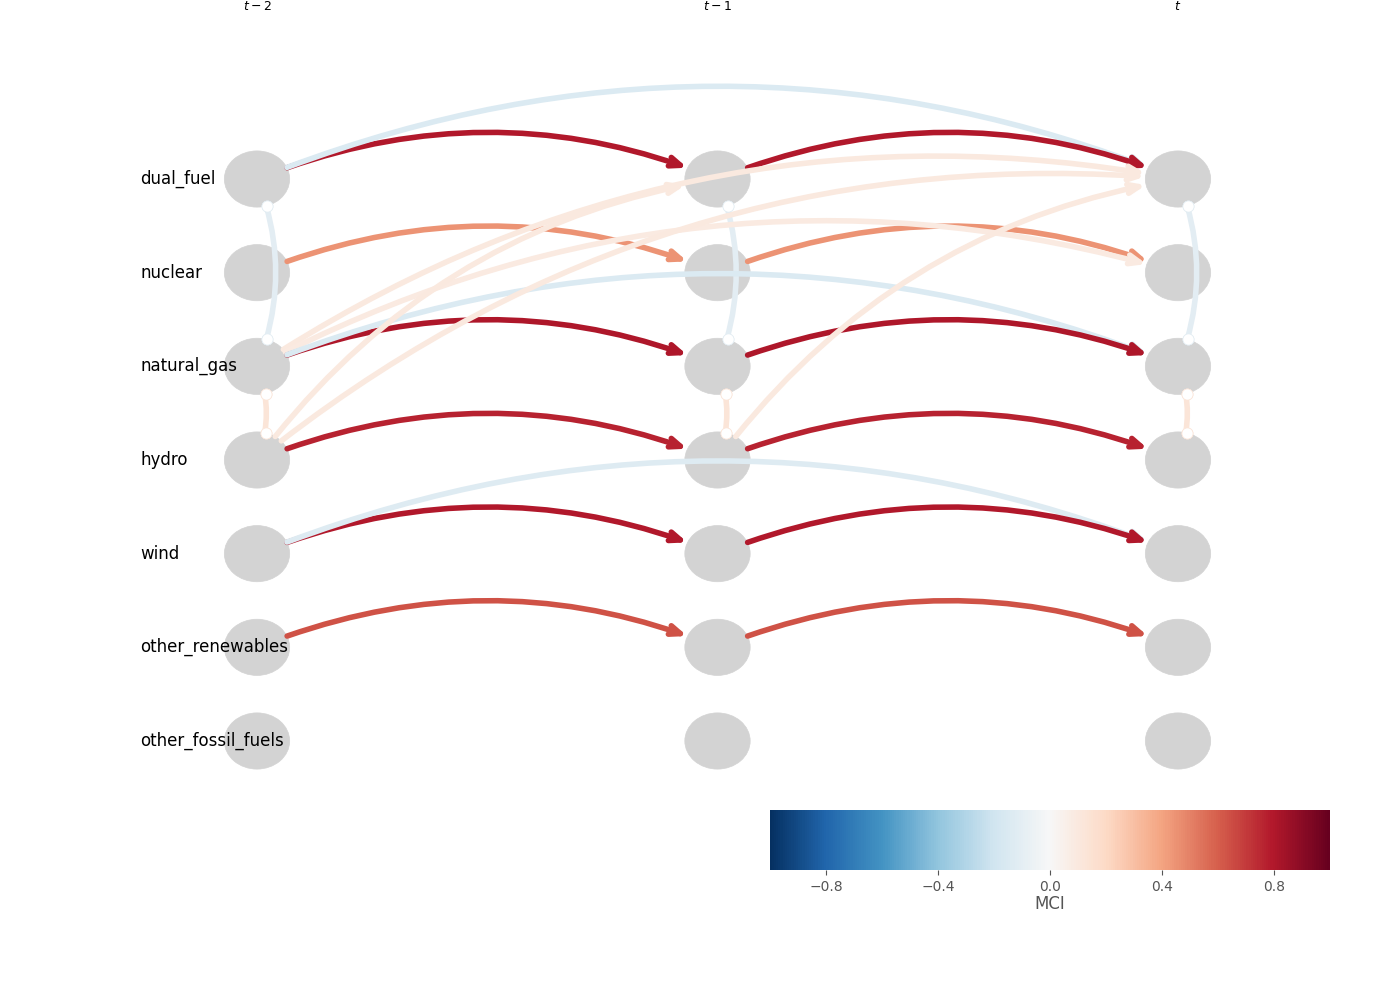 t − 2 t − 1 t
dual_fuel
nuclear
natural_gas
hydro
wind
other_renewables
other_fossil_fuels
−0.8 −0.4 0.0 0.4 0.8
MCI